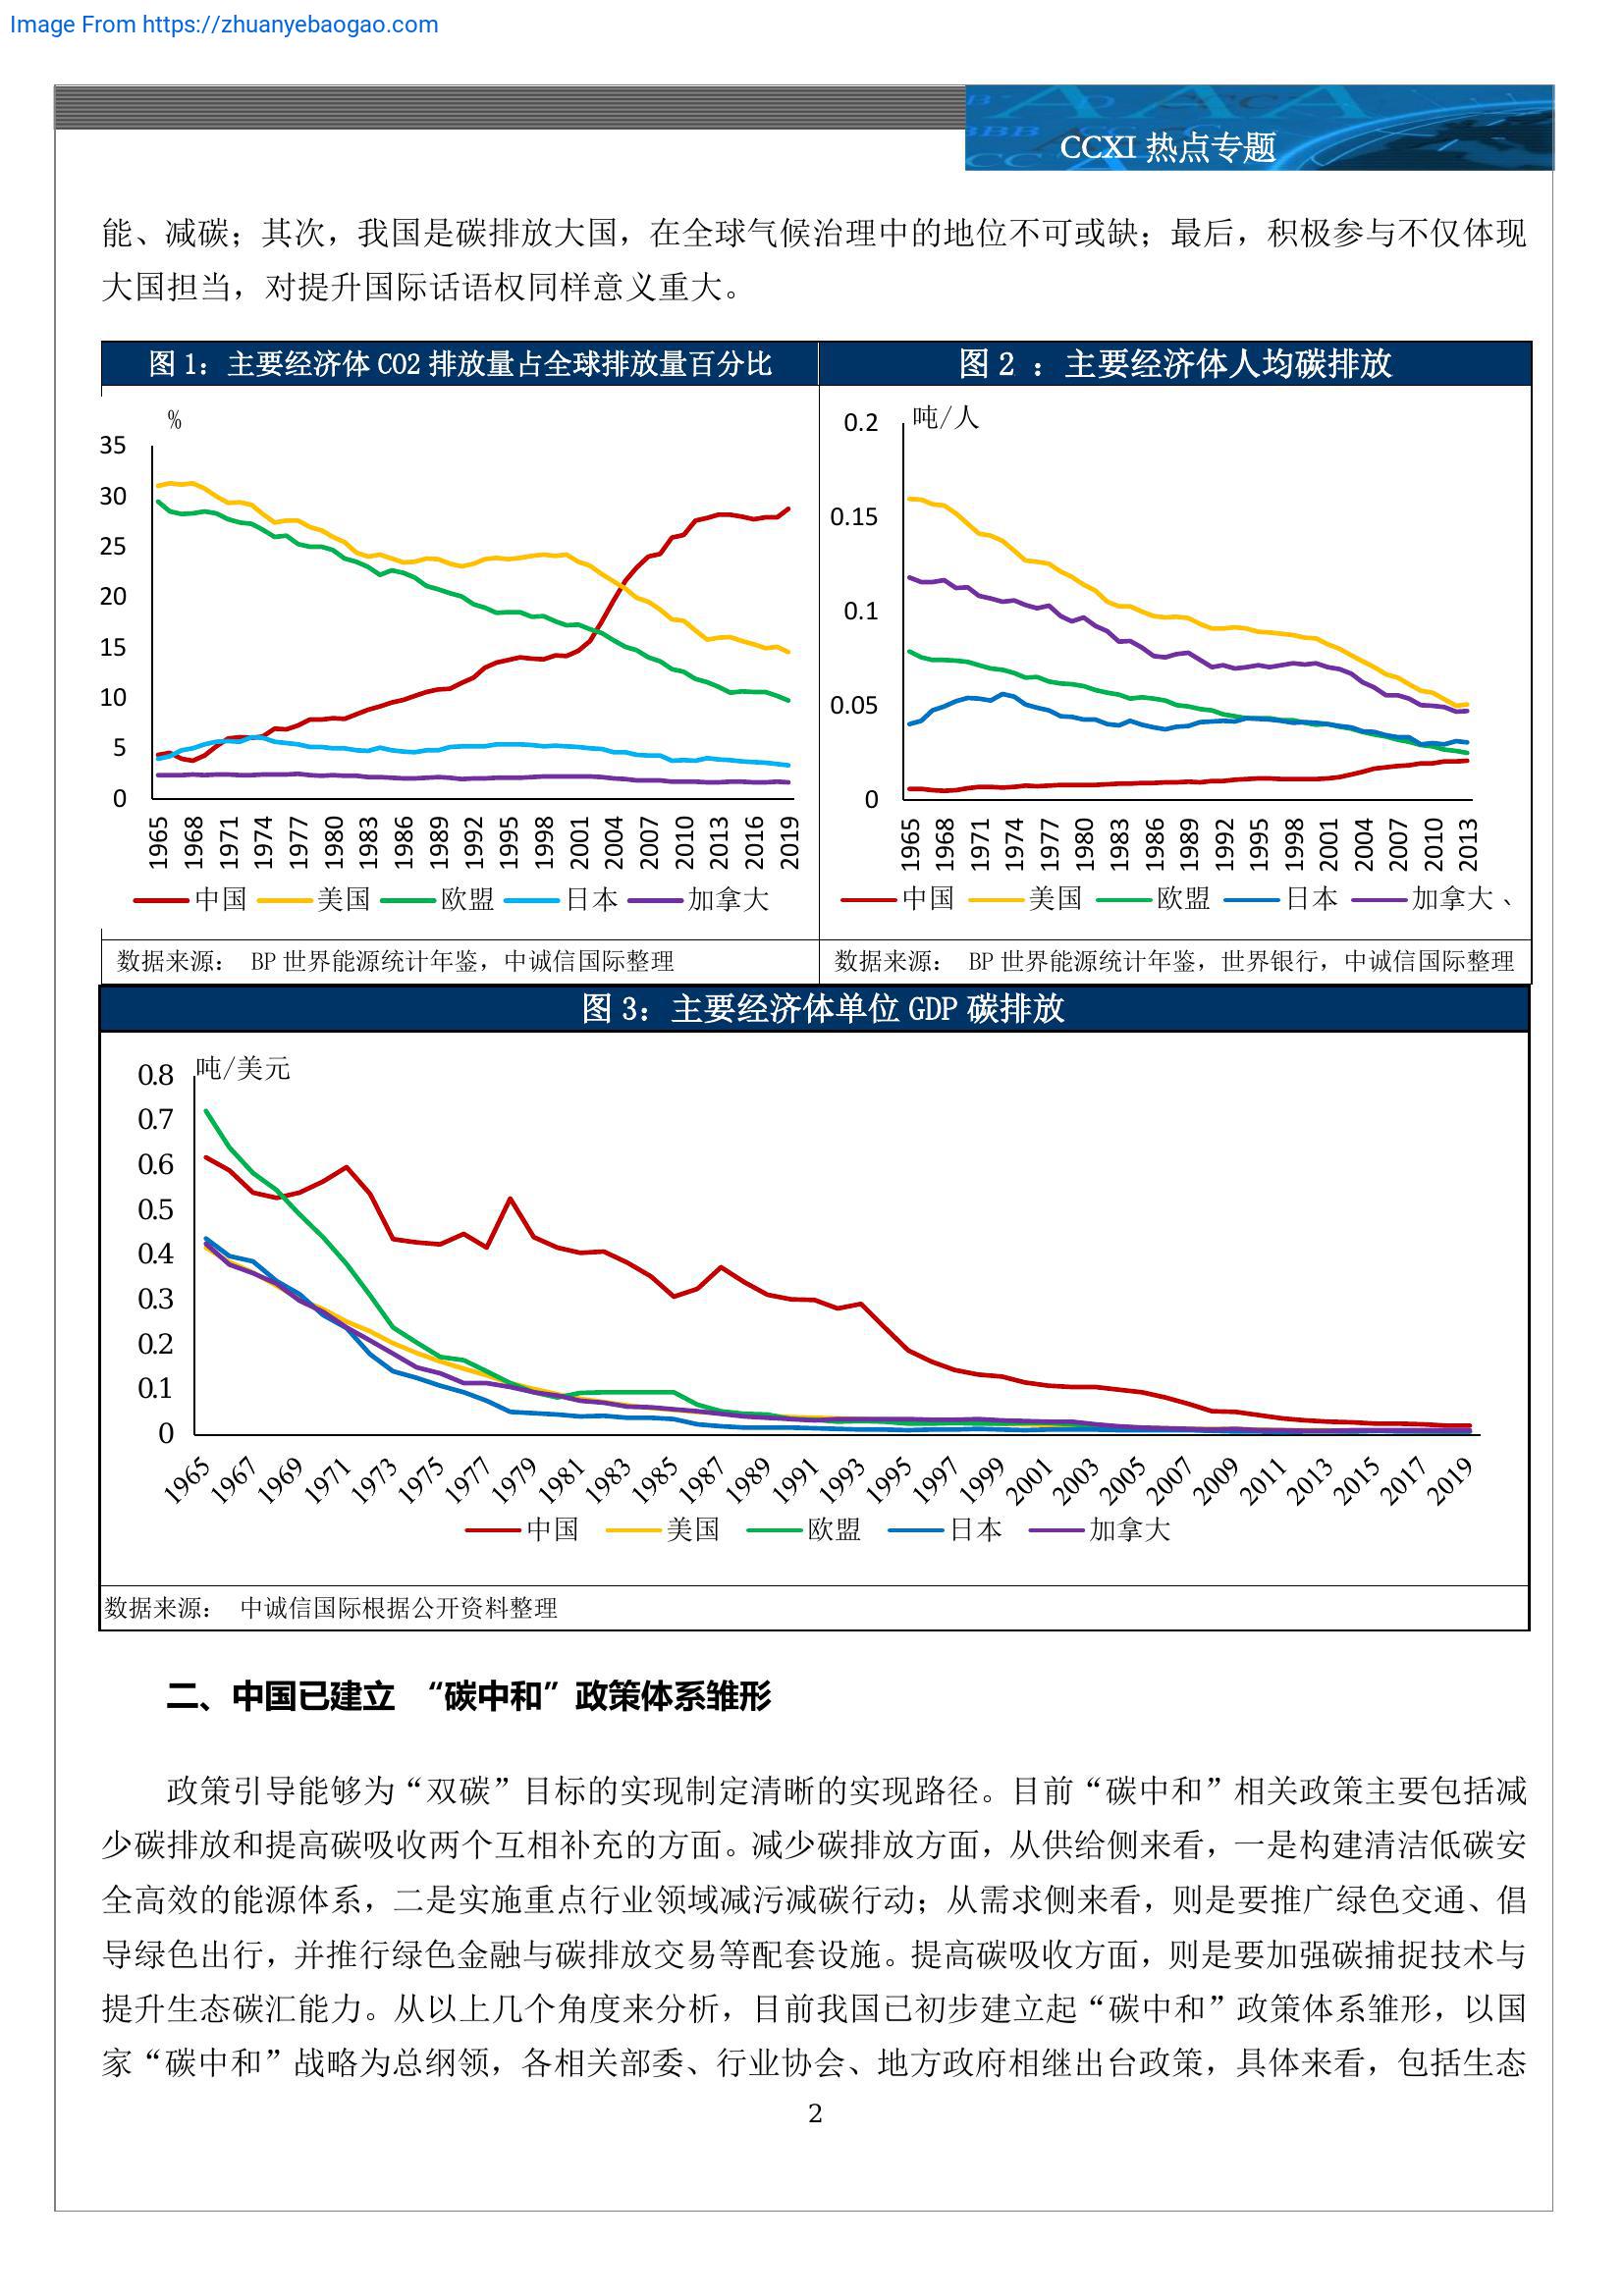 Image From https://zhuanyebaogao.com
CCXI 热点专题
能、减碳；其次，我国是碳排放大国，在全球气候治理中的地位不可或缺；最后，积极参与不仅体现
大国担当，对提升国际话语权同样意义重大。
图 1：主要经济体 CO2 排放量占全球排放量百分比
%
35
30
25
20
15
10
5
0
1965 1968 1971 1974 1977 1980 1983 1986 1989 1992 1995 1998 2001 2004 2007 2010 2013 2016 2019
中国 美国 欧盟 日本 加拿大
数据来源： BP 世界能源统计年鉴，中诚信国际整理
图 2 ：主要经济体人均碳排放
吨/人
0.2
0.15
0.1
0.05
0
1965 1968 1971 1974 1977 1980 1983 1986 1989 1992 1995 1998 2001 2004 2007 2010 2013
中国 美国 欧盟 日本 加拿大、
数据来源： BP 世界能源统计年鉴，世界银行，中诚信国际整理
图 3：主要经济体单位 GDP 碳排放
吨/美元
0.8
0.7
0.6
0.5
0.4
0.3
0.2
0.1
0
1965 1967 1969 1971 1973 1975 1977 1979 1981 1983 1985 1987 1989 1991 1993 1995 1997 1999 2001 2003 2005 2007 2009 2011 2013 2015 2017 2019
中国 美国 欧盟 日本 加拿大
数据来源： 中诚信国际根据公开资料整理
二、中国已建立 “碳中和”政策体系雏形
政策引导能够为“双碳”目标的实现制定清晰的实现路径。目前“碳中和”相关政策主要包括减
少碳排放和提高碳吸收两个互相补充的方面。减少碳排放方面，从供给侧来看，一是构建清洁低碳安
全高效的能源体系，二是实施重点行业领域减污减碳行动；从需求侧来看，则是要推广绿色交通、倡
导绿色出行，并推行绿色金融与碳排放交易等配套设施。提高碳吸收方面，则是要加强碳捕捉技术与
提升生态碳汇能力。从以上几个角度来分析，目前我国已初步建立起“碳中和”政策体系雏形，以国
家“碳中和”战略为总纲领，各相关部委、行业协会、地方政府相继出台政策，具体来看，包括生态
2